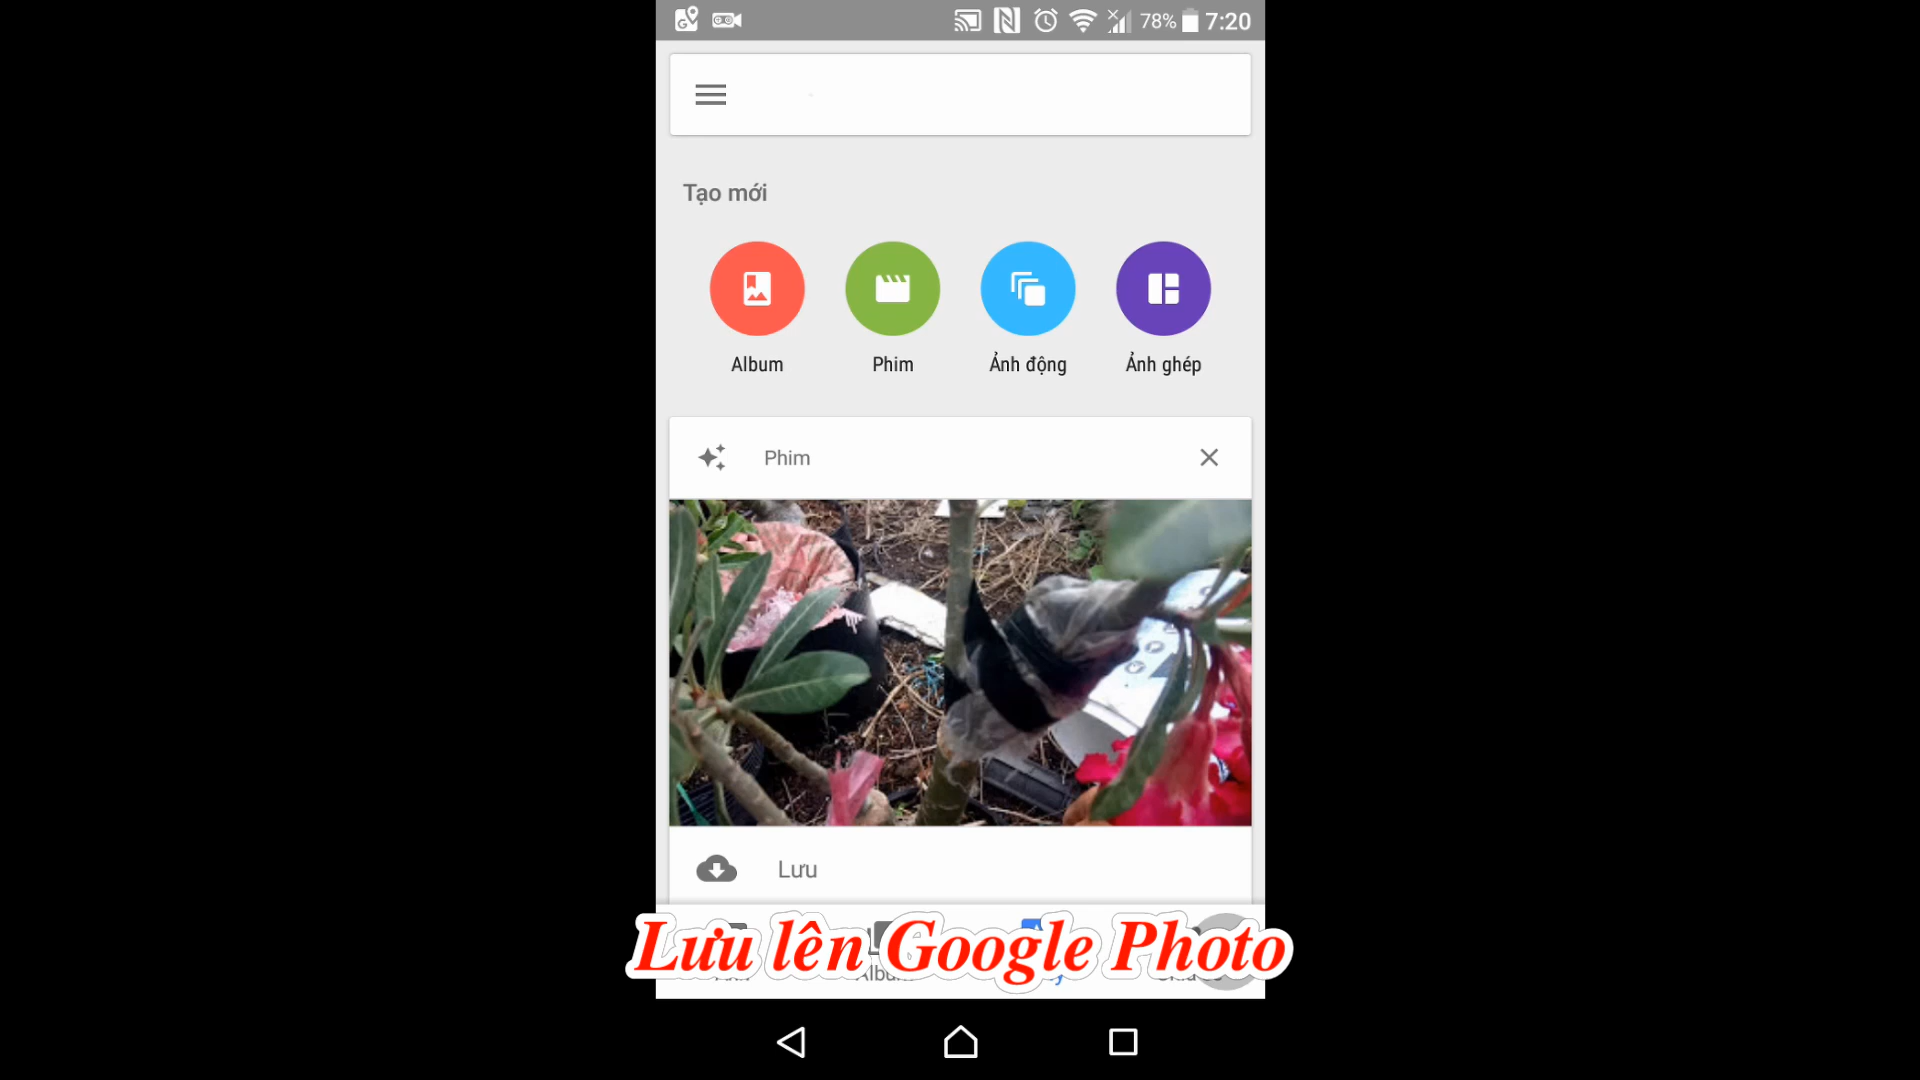 78% 7:20
Tạo mới
Album Phim Ảnh động Ảnh ghép
Phim
Lưu
Lưu lên Google Photo